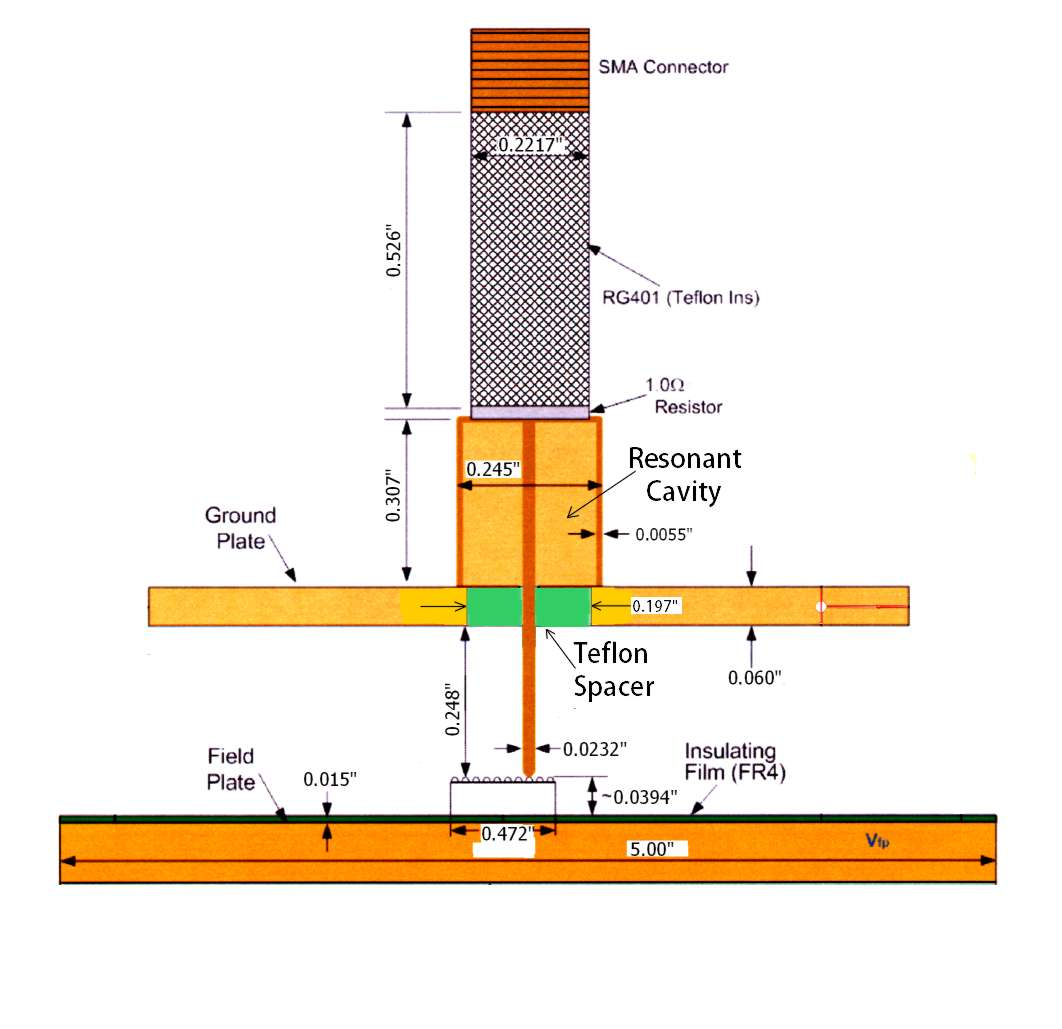 SMA Connector
0.2217"
0.526"
RG401 (Teflon Ins)
1.0Ω
Resistor
0.245"
Resonant
Cavity
0.307"
0.0055"
Ground
Plate
0.197"
Teflon
Spacer
0.060"
0.248"
0.0232"
Field
Plate
0.015"
Insulating
Film (FR4)
~0.0394"
0.472"
5.00"
Vfp